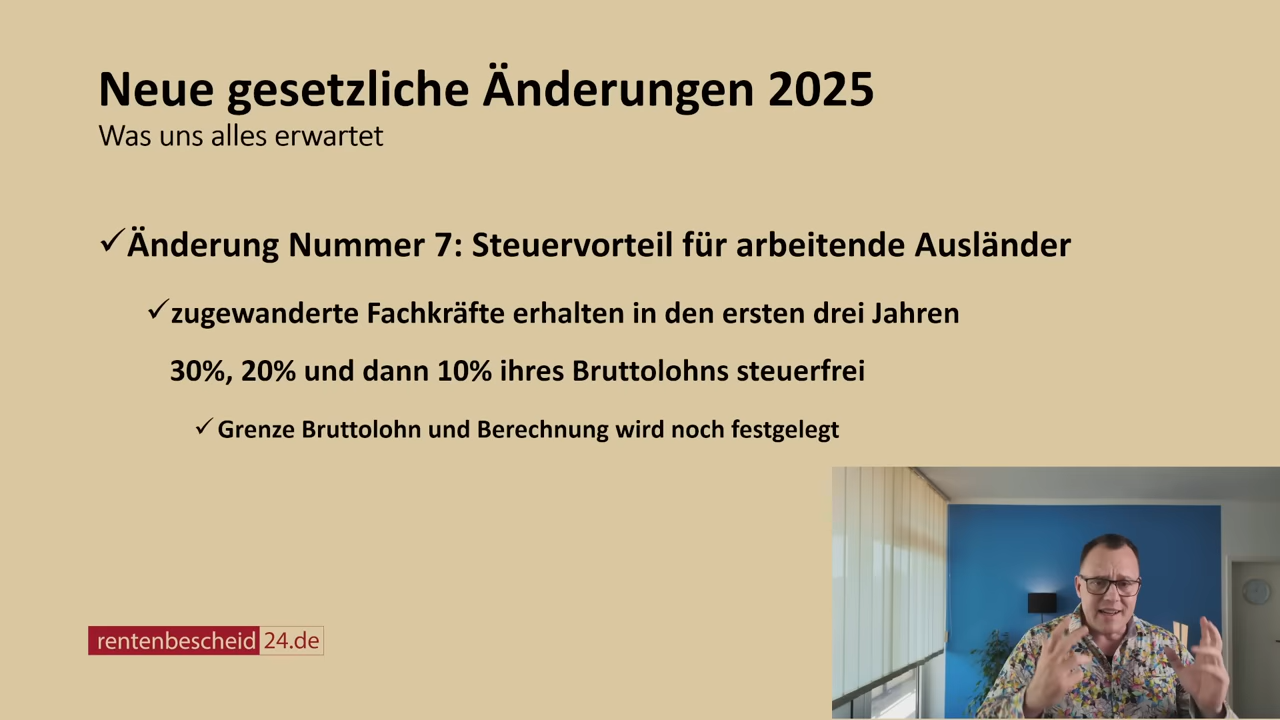 Neue gesetzliche Änderungen 2025
Was uns alles erwartet
✓Änderung Nummer 7: Steuervorteil für arbeitende Ausländer
✓zugewanderte Fachkräfte erhalten in den ersten drei Jahren
30%, 20% und dann 10% ihres Bruttolohns steuerfrei
✓Grenze Bruttolohn und Berechnung wird noch festgelegt
rentenbescheid24.de